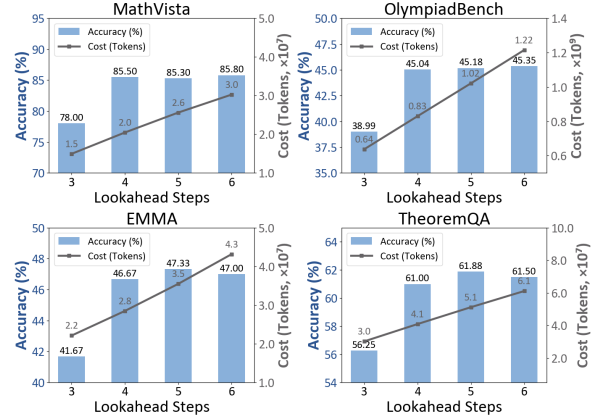 MathVista
Accuracy (%)
Cost (Tokens)
95
90
85
80
75
70
Accuracy (%)
78.00
85.50
85.30
85.80
1.5
2.0
2.6
3.0
5.0
4.0
3.0
2.0
1.0
Cost (Tokens, ×10⁷)
3 4 5 6
Lookahead Steps
OlympiadBench
Accuracy (%)
Cost (Tokens)
50.0
47.5
45.0
42.5
40.0
37.5
35.0
Accuracy (%)
38.99
45.04
45.18
45.35
0.64
0.83
1.02
1.22
1.4
1.2
1.0
0.8
0.6
Cost (Tokens, ×10⁹)
3 4 5 6
Lookahead Steps
EMMA
Accuracy (%)
Cost (Tokens)
50
48
46
44
42
40
Accuracy (%)
41.67
46.67
47.33
47.00
2.2
2.8
3.5
4.3
5.0
4.0
3.0
2.0
1.0
Cost (Tokens, ×10⁷)
3 4 5 6
Lookahead Steps
TheoremQA
Accuracy (%)
Cost (Tokens)
64
62
60
58
56
54
Accuracy (%)
56.25
61.00
61.88
61.50
3.0
4.1
5.1
6.1
10.0
8.0
6.0
4.0
2.0
Cost (Tokens, ×10⁷)
3 4 5 6
Lookahead Steps